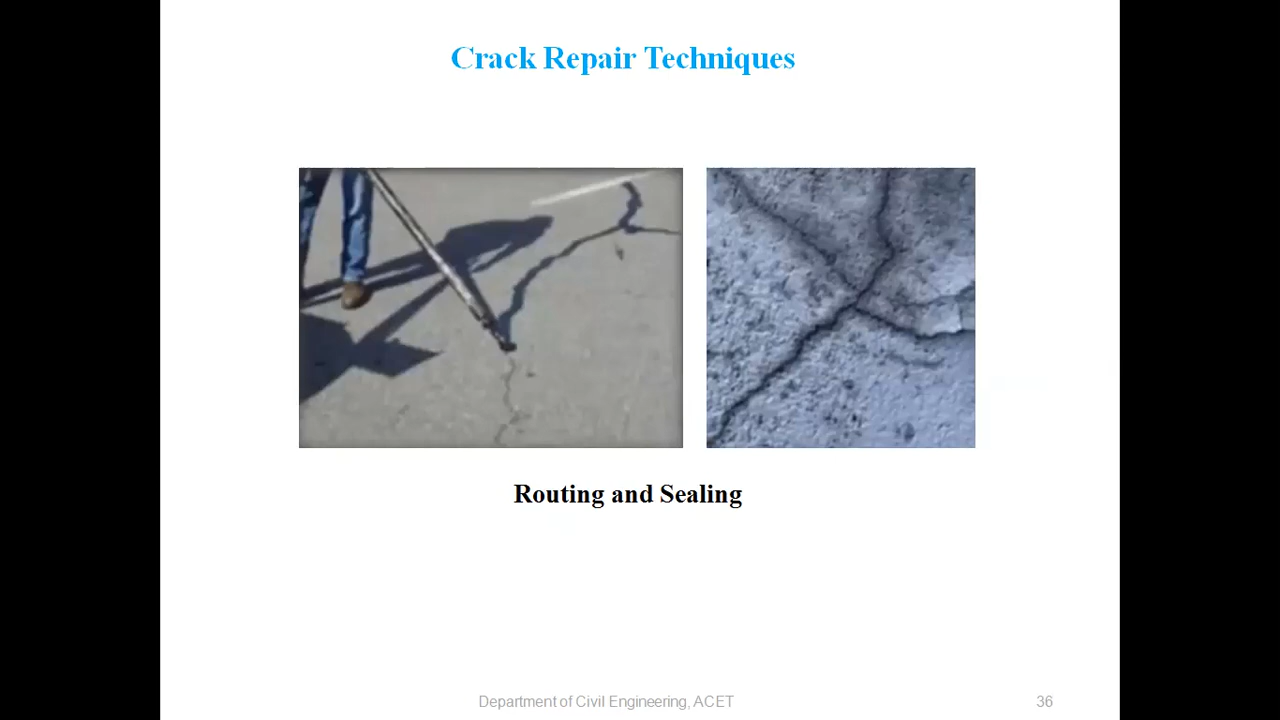 Crack Repair Techniques
Routing and Sealing
Department of Civil Engineering, ACET
36